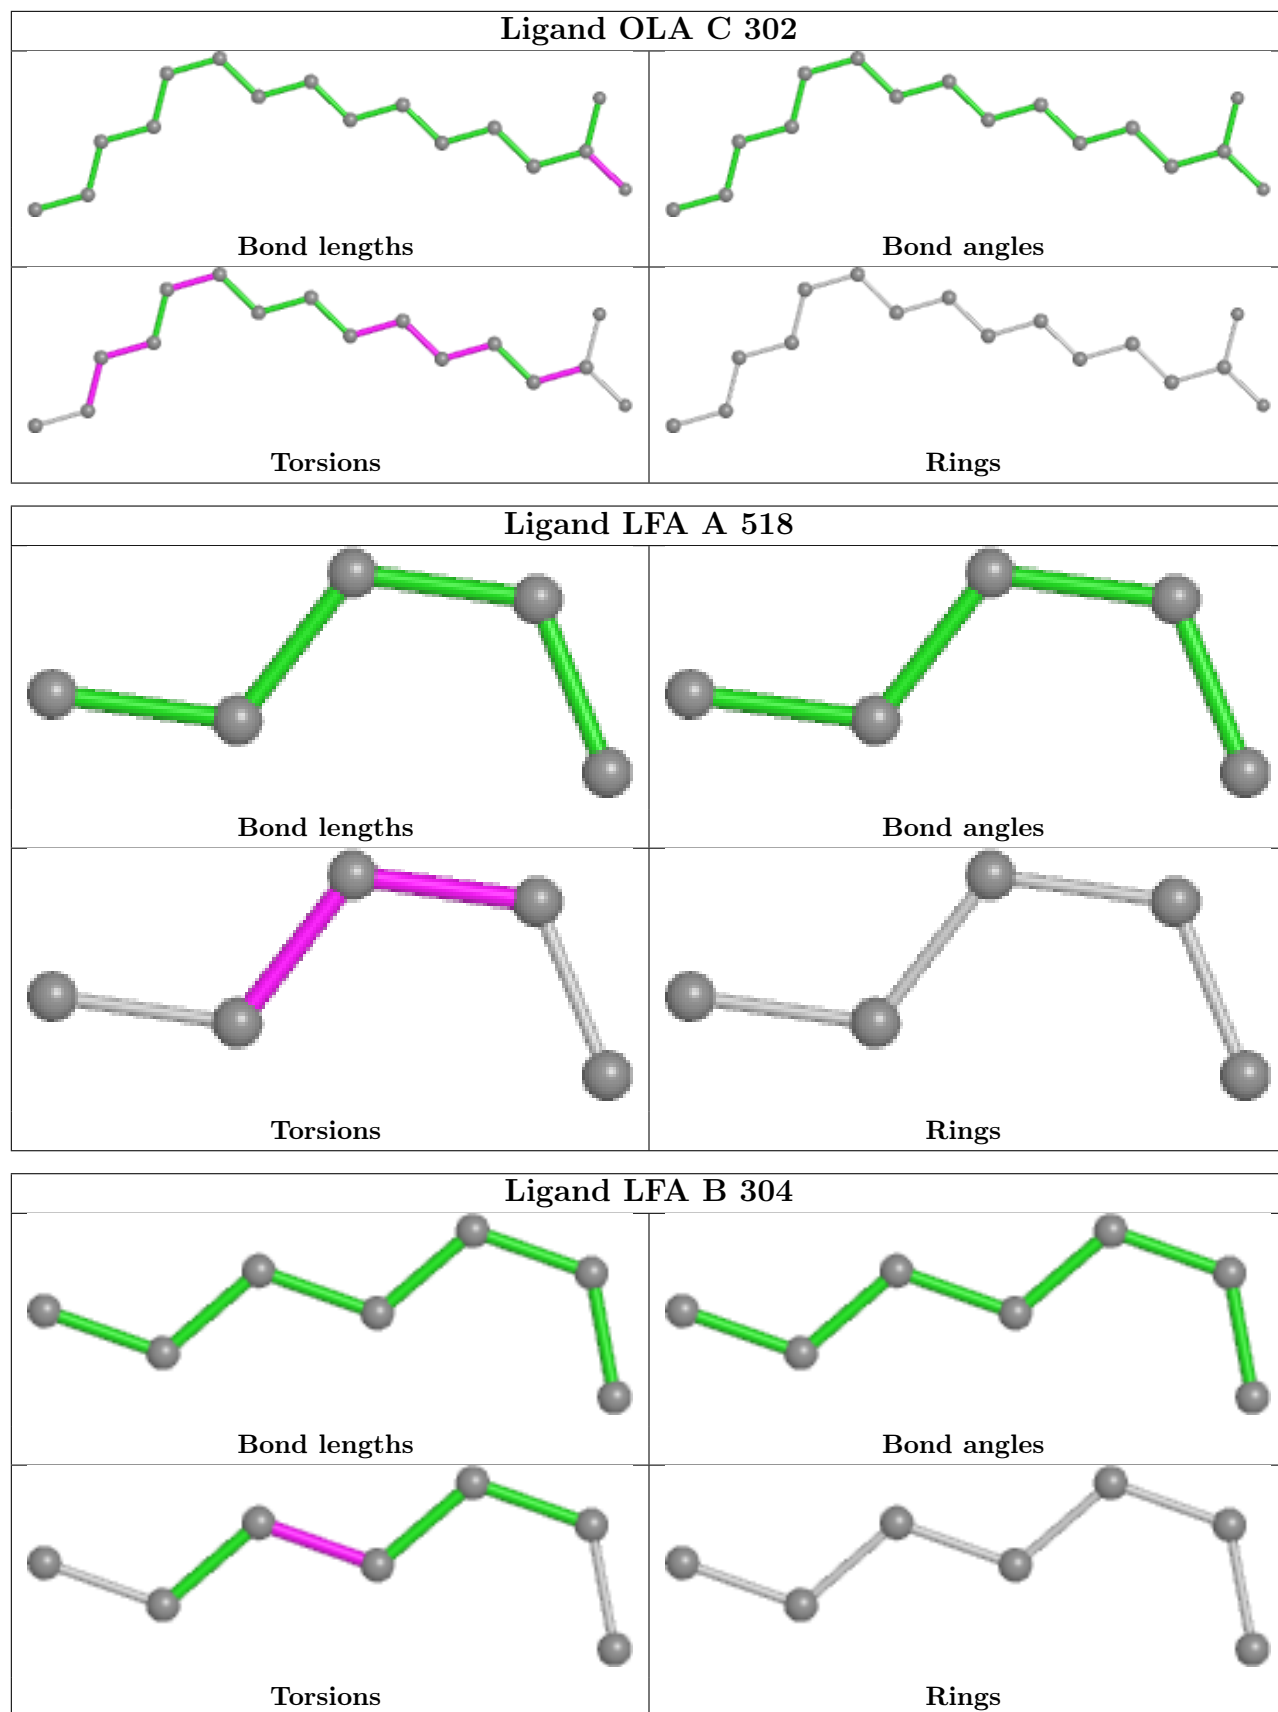 Ligand OLA C 302
Bond lengths
Bond angles
Torsions
Rings
Ligand LFA A 518
Bond lengths
Bond angles
Torsions
Rings
Ligand LFA B 304
Bond lengths
Bond angles
Torsions
Rings